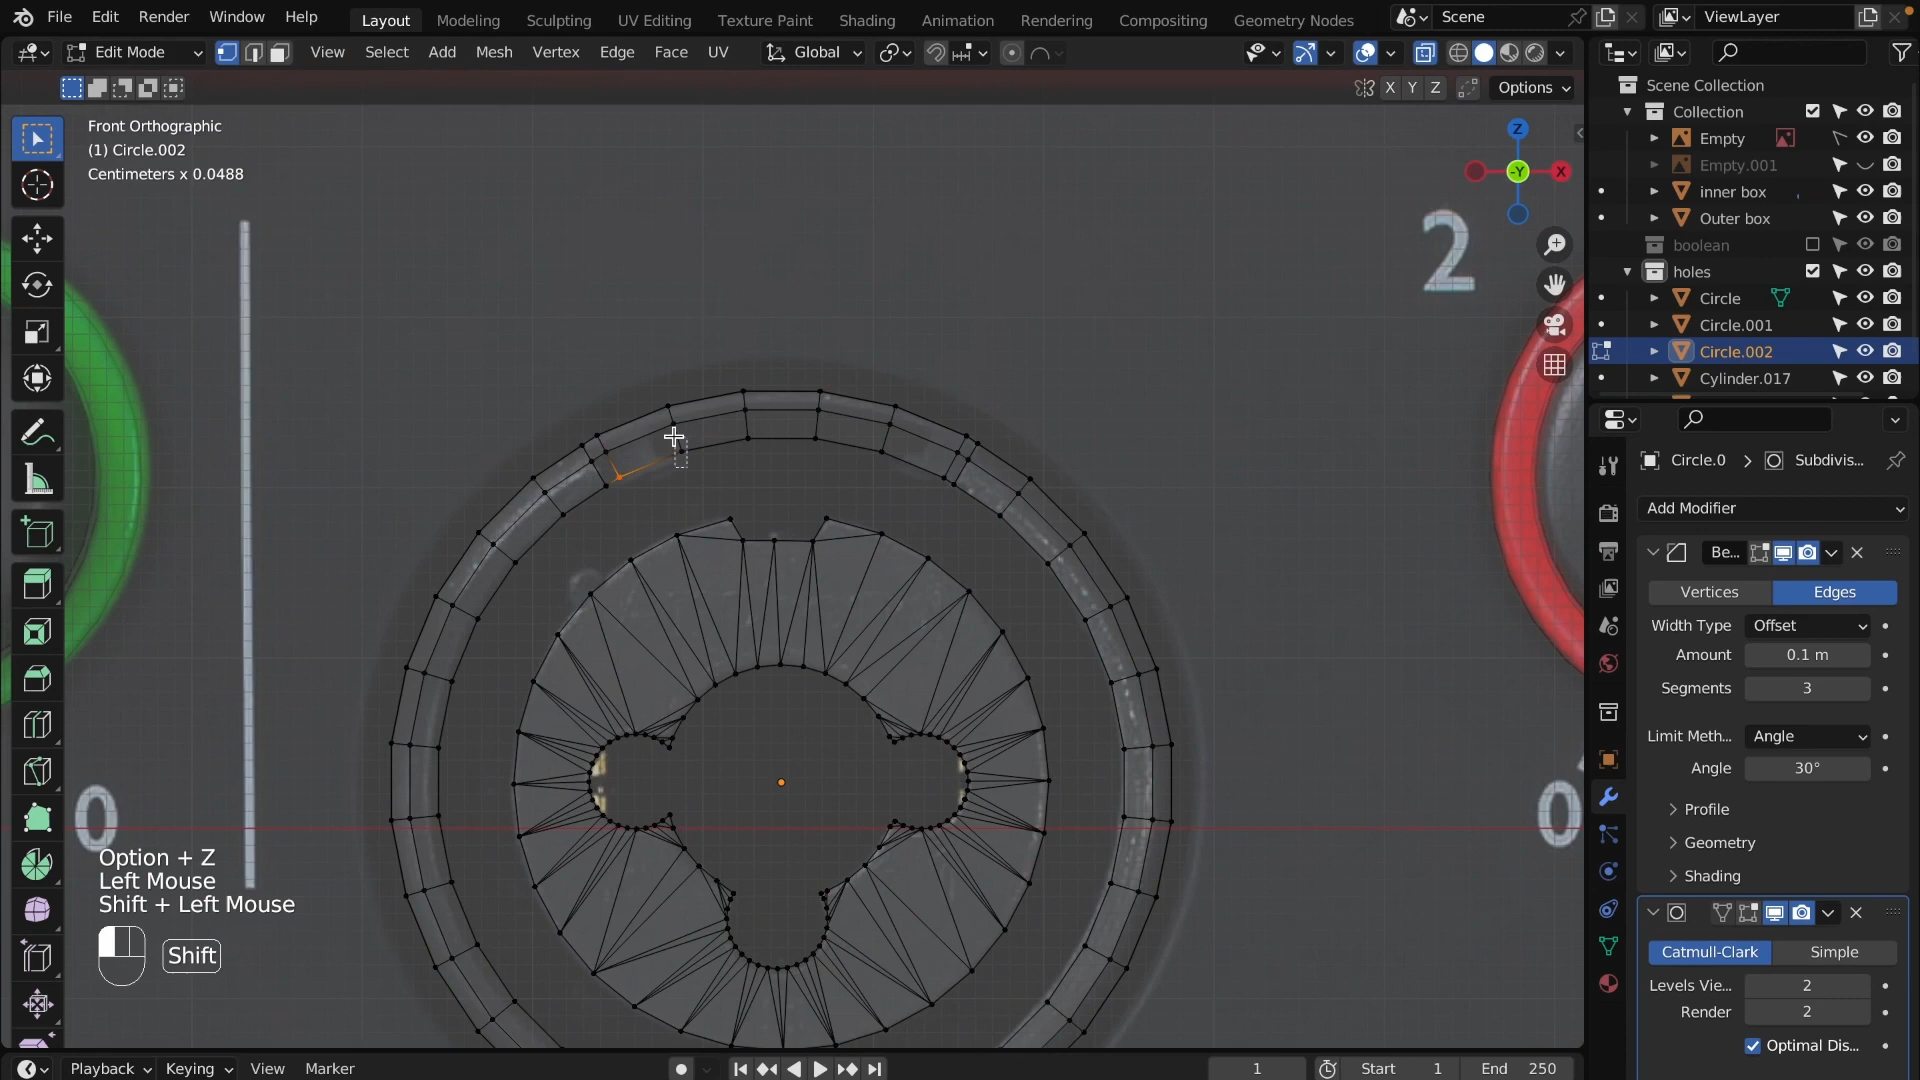 File Edit Render Window Help Layout Modeling Sculpting UV Editing Texture Paint Shading Animation Rendering Compositing Geometry Nodes Scene ViewLayer
Edit Mode View Select Add Mesh Vertex Edge Face UV Global
X Y Z Options
Front Orthographic
(1) Circle.002
Centimeters x 0.0488
Z
-Y X
2
0
0
Option + Z
Left Mouse
Shift + Left Mouse
Shift
Scene Collection
Collection
Empty
Empty.001
inner box
Outer box
boolean
holes
Circle
Circle.001
Circle.002
Cylinder.017
Circle.0 Subdivis...
Add Modifier
Be...
Vertices Edges
Width Type Offset
Amount 0.1 m
Segments 3
Limit Meth... Angle
Angle 30°
Profile
Geometry
Shading
Catmull-Clark Simple
Levels Vie... 2
Render 2
Optimal Dis...
Playback Keying View Marker 1 Start 1 End 250